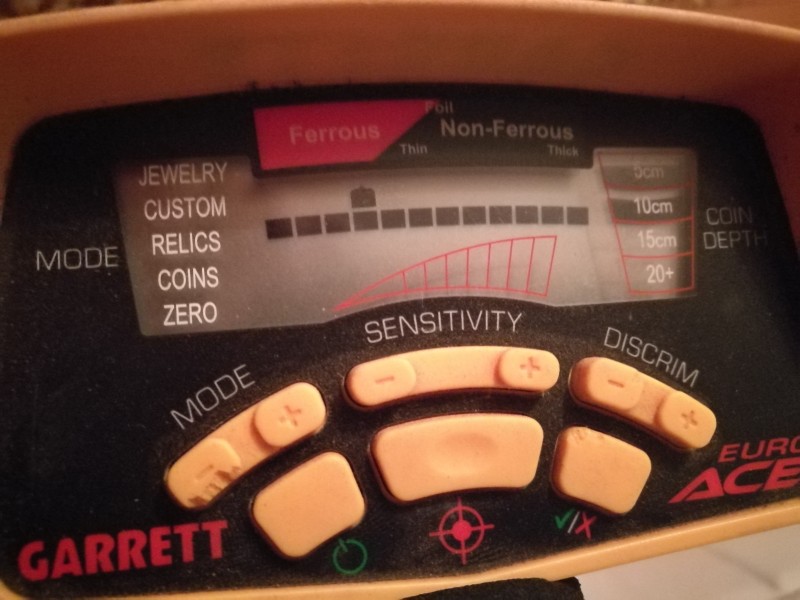 Ferrous
Foil
Non-Ferrous
Thin
Thick
JEWELRY
CUSTOM
RELICS
COINS
ZERO
MODE
5cm
10cm
15cm
20+
COIN
DEPTH
SENSITIVITY
MODE
DISCRIM
- +
- +
- +
GARRETT
EURO
ACE